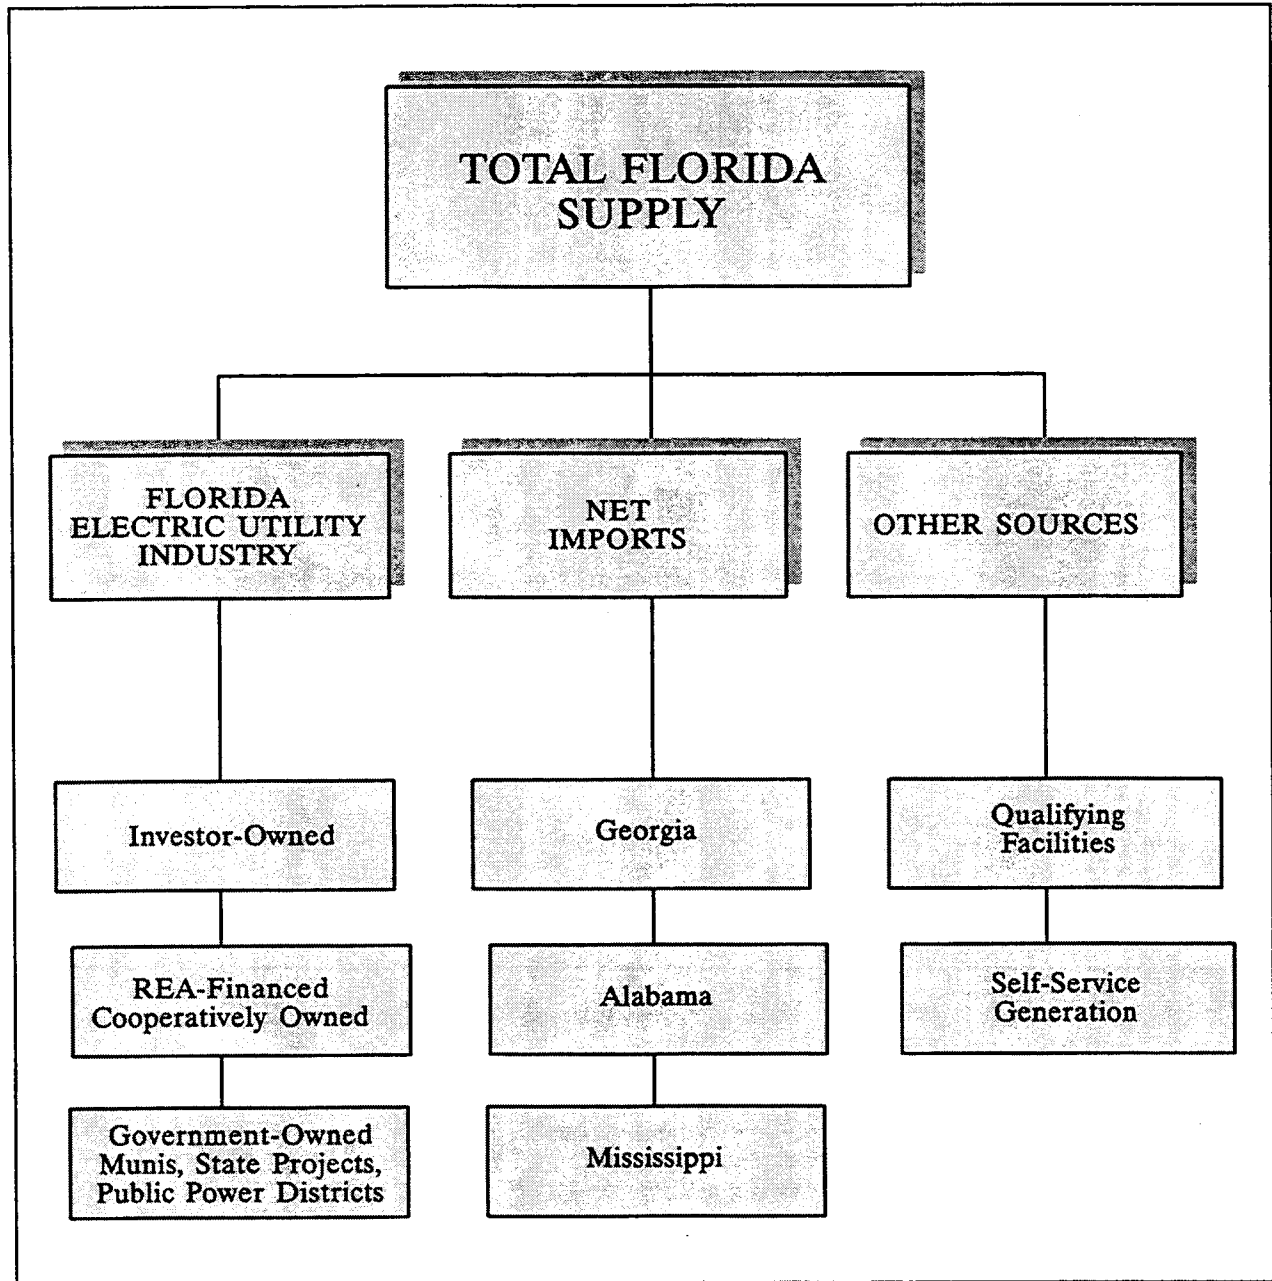 TOTAL FLORIDA
SUPPLY
FLORIDA
ELECTRIC UTILITY
INDUSTRY
NET
IMPORTS
OTHER SOURCES
Investor-Owned
Georgia
Qualifying
Facilities
REA-Financed
Cooperatively Owned
Alabama
Self-Service
Generation
Government-Owned
Munis, State Projects,
Public Power Districts
Mississippi